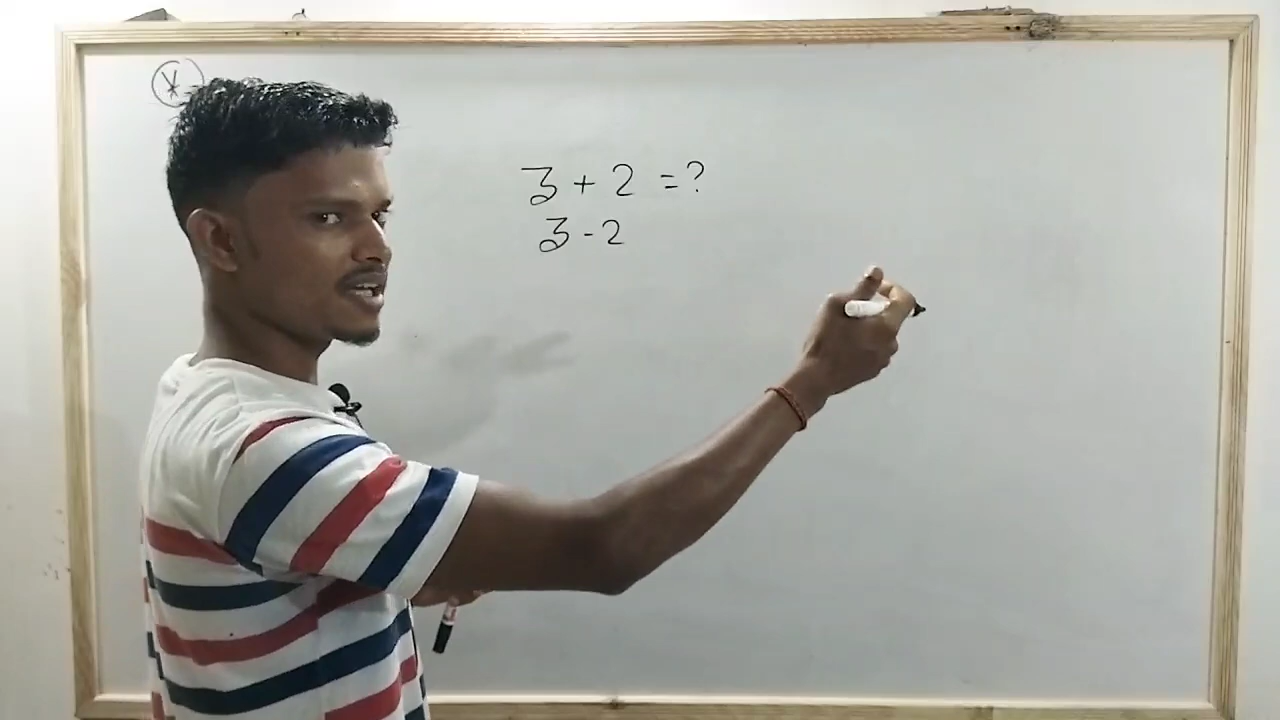 3 + 2 = ?
3 - 2